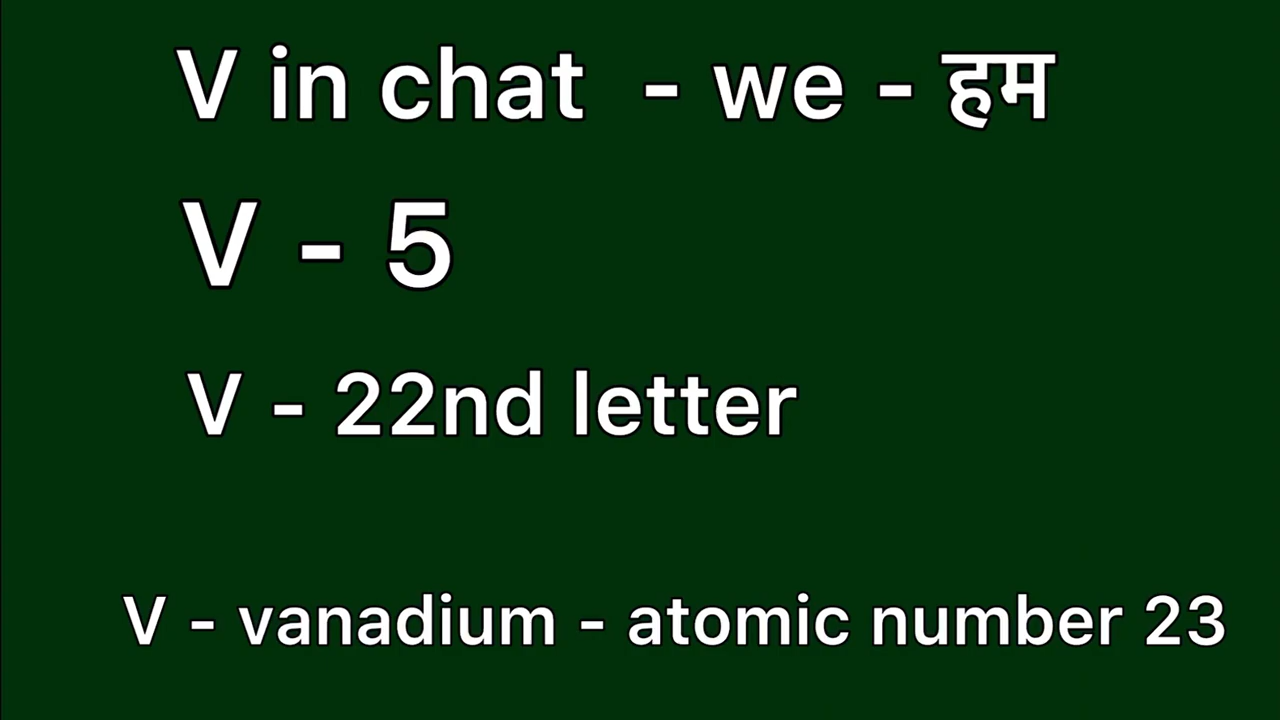 V in chat - we - हम
V - 5
V - 22nd letter
V - vanadium - atomic number 23